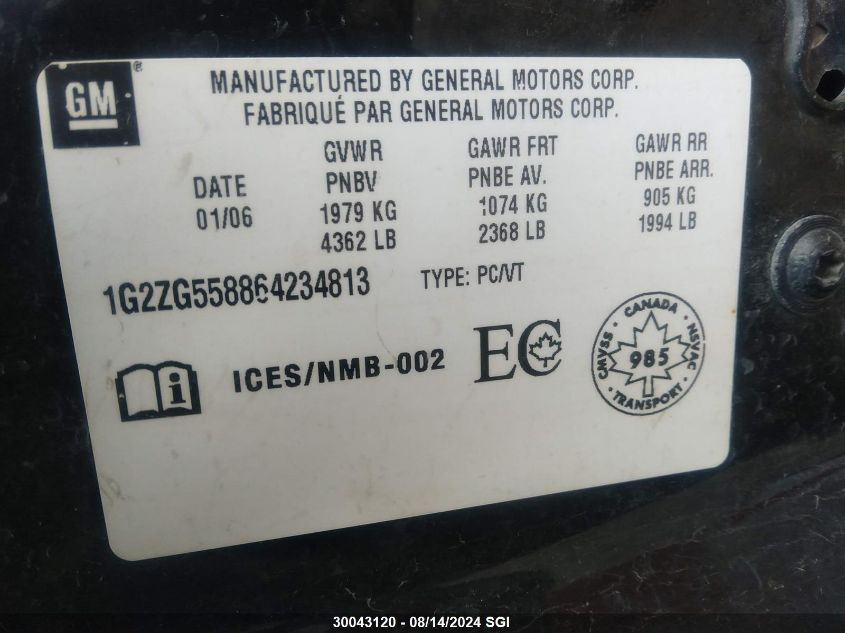 GM®
MANUFACTURED BY GENERAL MOTORS CORP.
FABRIQUÉ PAR GENERAL MOTORS CORP.
DATE GVWR GAWR FRT GAWR RR
PNBV PNBE AV. PNBE ARR.
01/06 1979 KG 1074 KG 905 KG
4362 LB 2368 LB 1994 LB
1G2ZG558864234813 TYPE: PC/VT
i ICES/NMB-002 EC
CANADA
CMVSS · NSVAC
985
TRANSPORT
30043120 - 08/14/2024 SGI